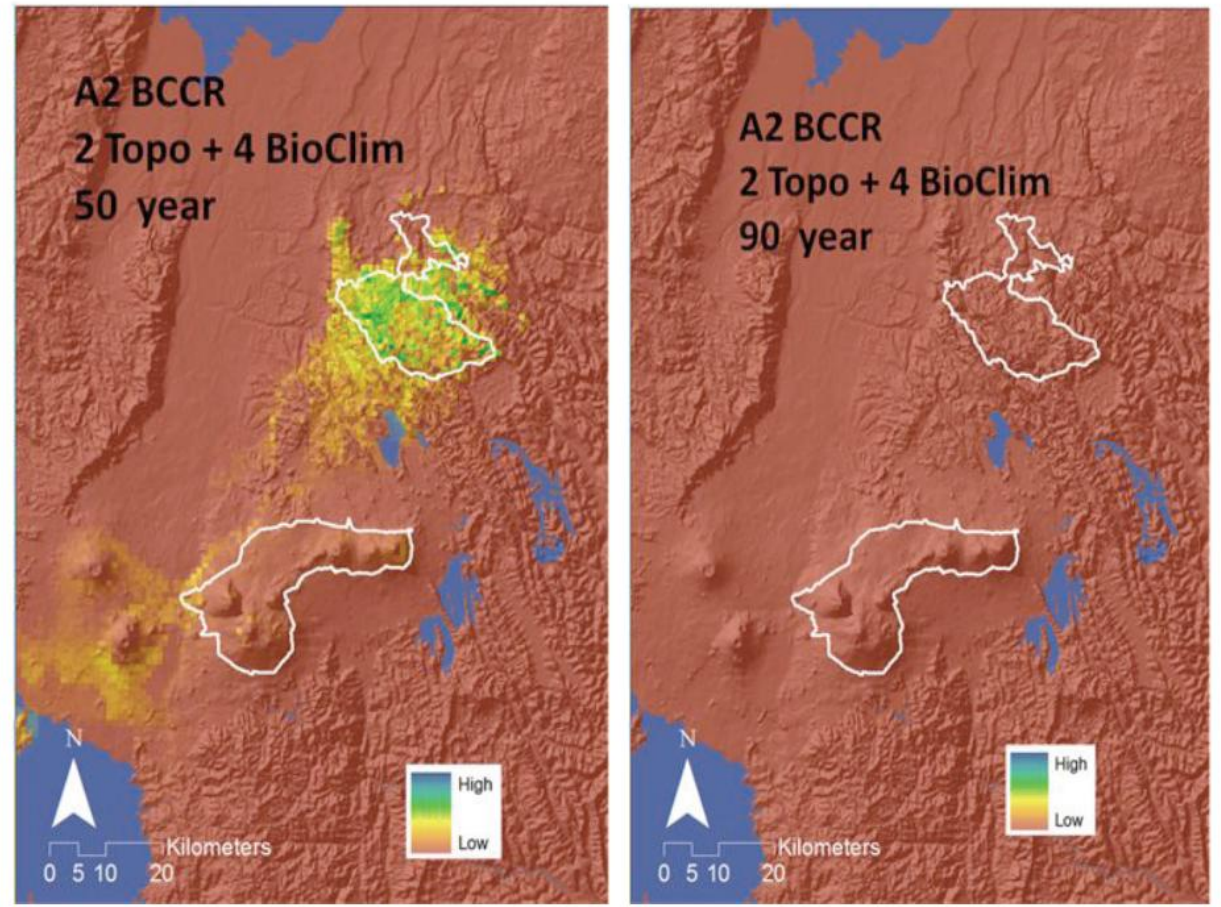 A2 BCCR
2 Topo + 4 BioClim
50 year
N
High
Low
Kilometers
0 5 10 20
A2 BCCR
2 Topo + 4 BioClim
90 year
N
High
Low
Kilometers
0 5 10 20